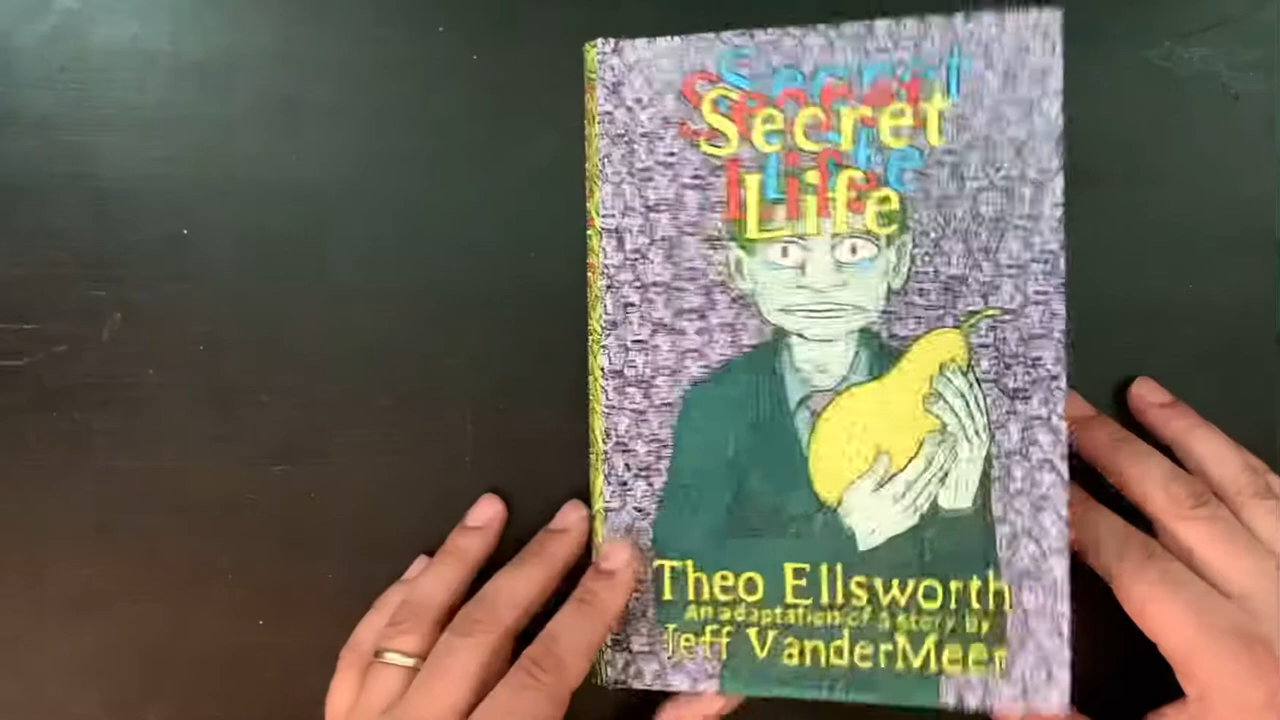 Secret
Life
Theo Ellsworth
An adaptation of a story by
Jeff VanderMeer